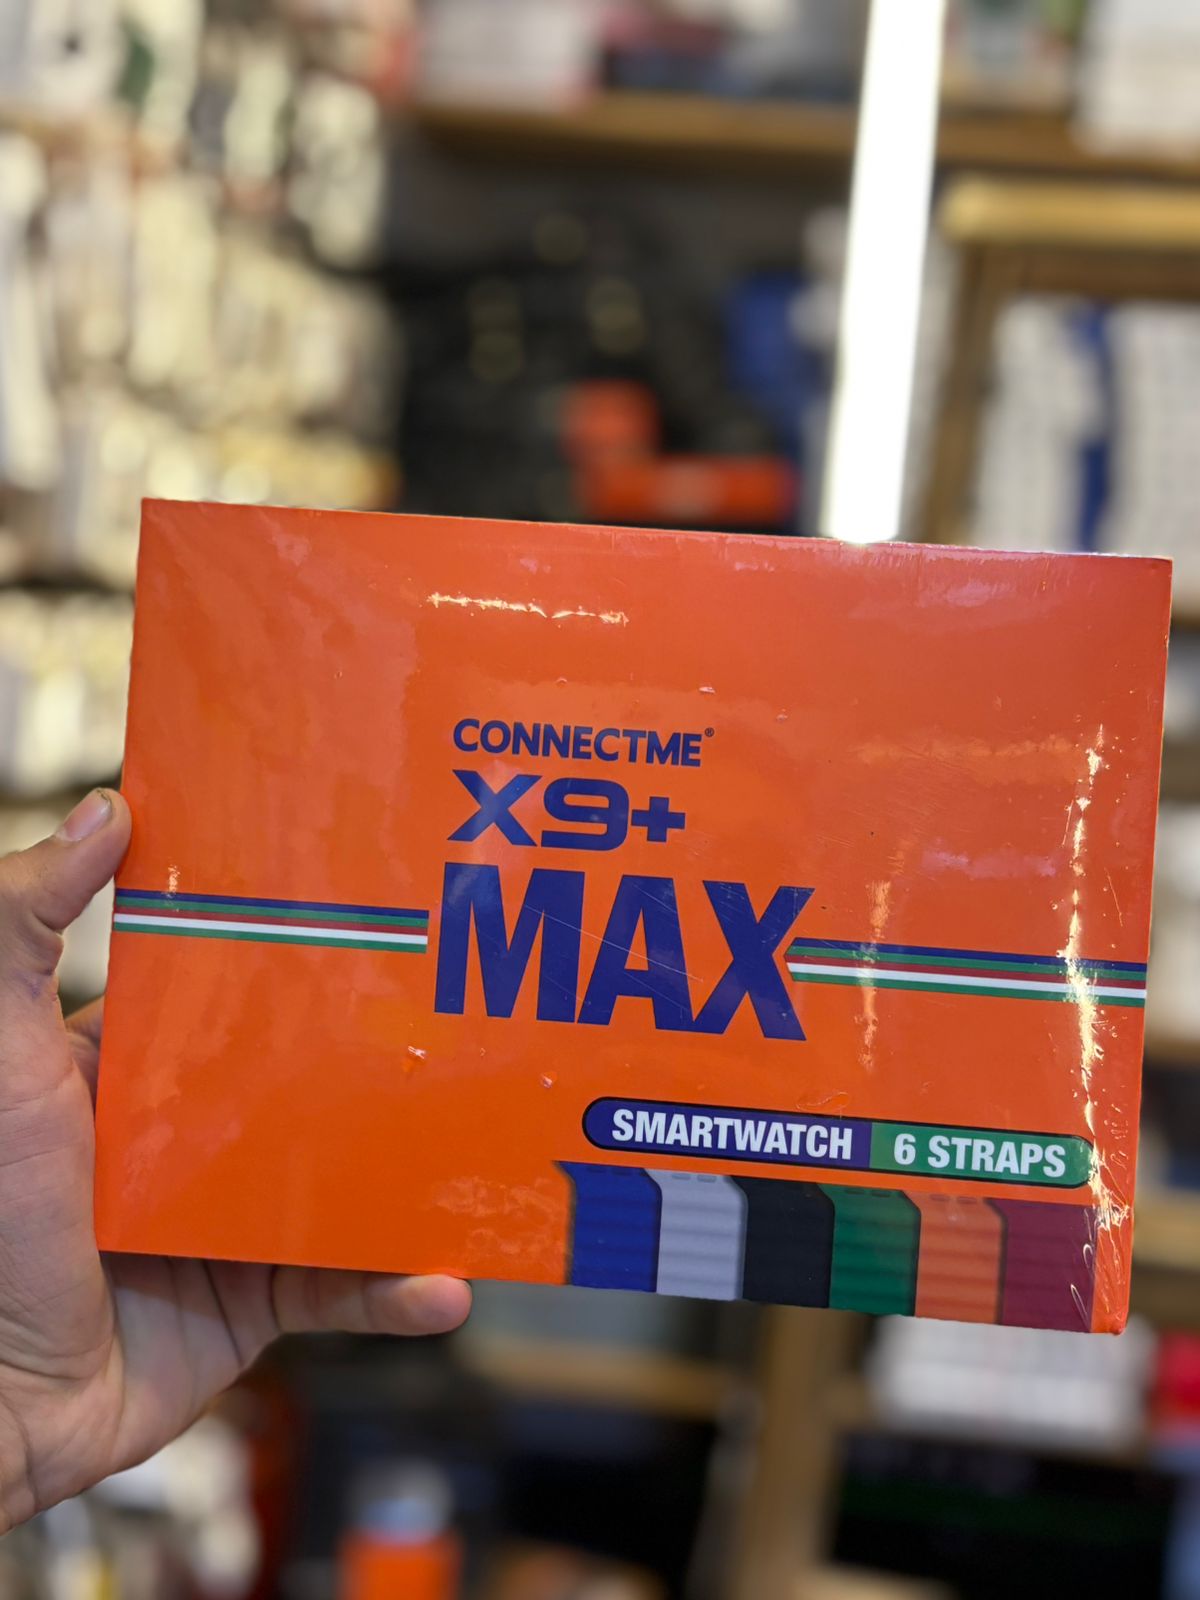 CONNECTME®
X9+
MAX
SMARTWATCH 6 STRAPS